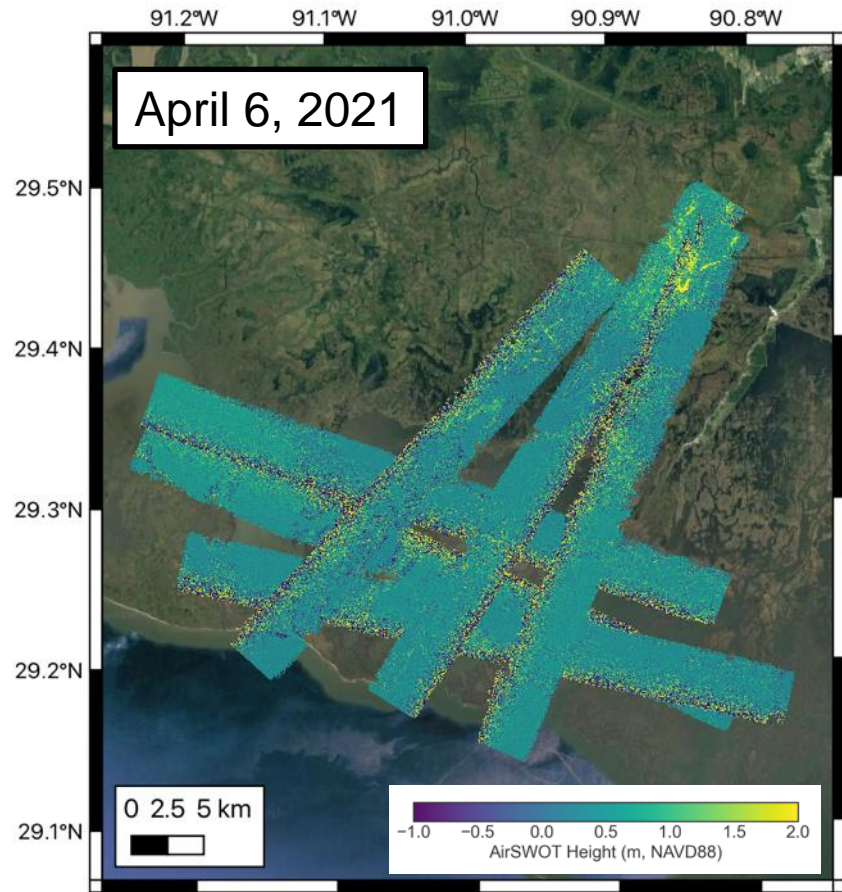 91.2°W 91.1°W 91.0°W 90.9°W 90.8°W
April 6, 2021
29.5°N
29.4°N
29.3°N
29.2°N
29.1°N
0 2.5 5 km
−1.0 −0.5 0.0 0.5 1.0 1.5 2.0
AirSWOT Height (m, NAVD88)